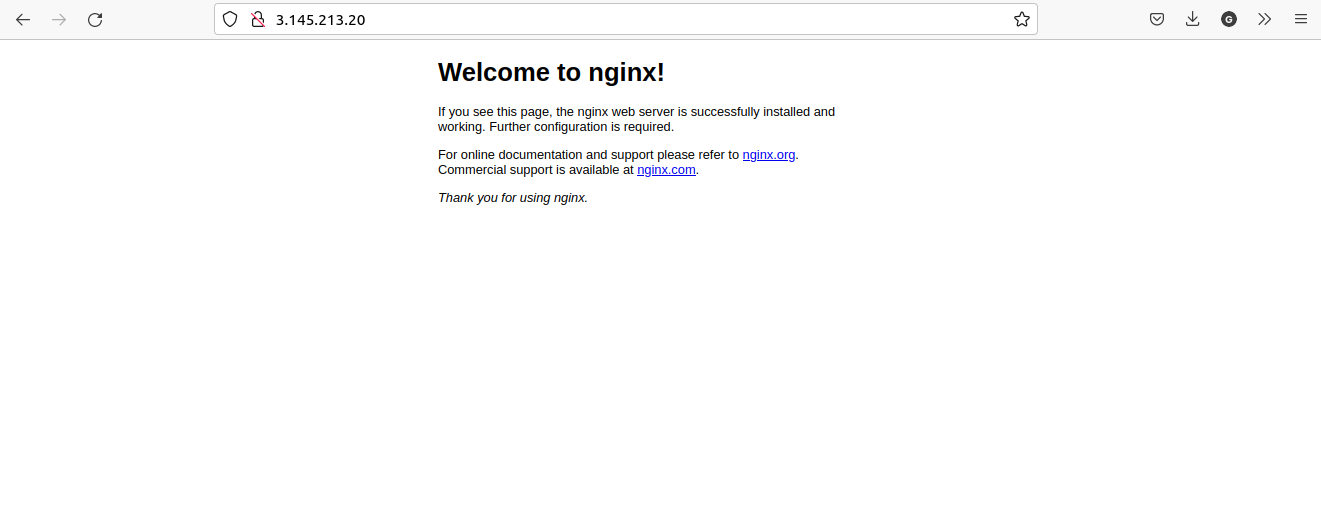 3.145.213.20
G
Welcome to nginx!
If you see this page, the nginx web server is successfully installed and
working. Further configuration is required.
For online documentation and support please refer to nginx.org.
Commercial support is available at nginx.com.
Thank you for using nginx.